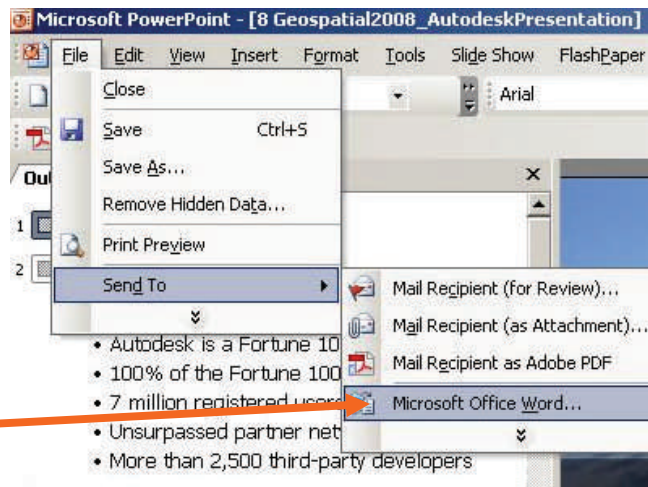 Microsoft PowerPoint - [8 Geospatial2008_AutodeskPresentation]
File Edit View Insert Format Tools Slide Show FlashPaper
Close
Arial
Save Ctrl+S
Save As...
Remove Hidden Data...
1
Print Preview
2
Send To
Mail Recipient (for Review)...
Mail Recipient (as Attachment)...
Mail Recipient as Adobe PDF
Microsoft Office Word...
• Autodesk is a Fortune 10
• 100% of the Fortune 100
• 7 million registered users
• Unsurpassed partner net
• More than 2,500 third-party developers